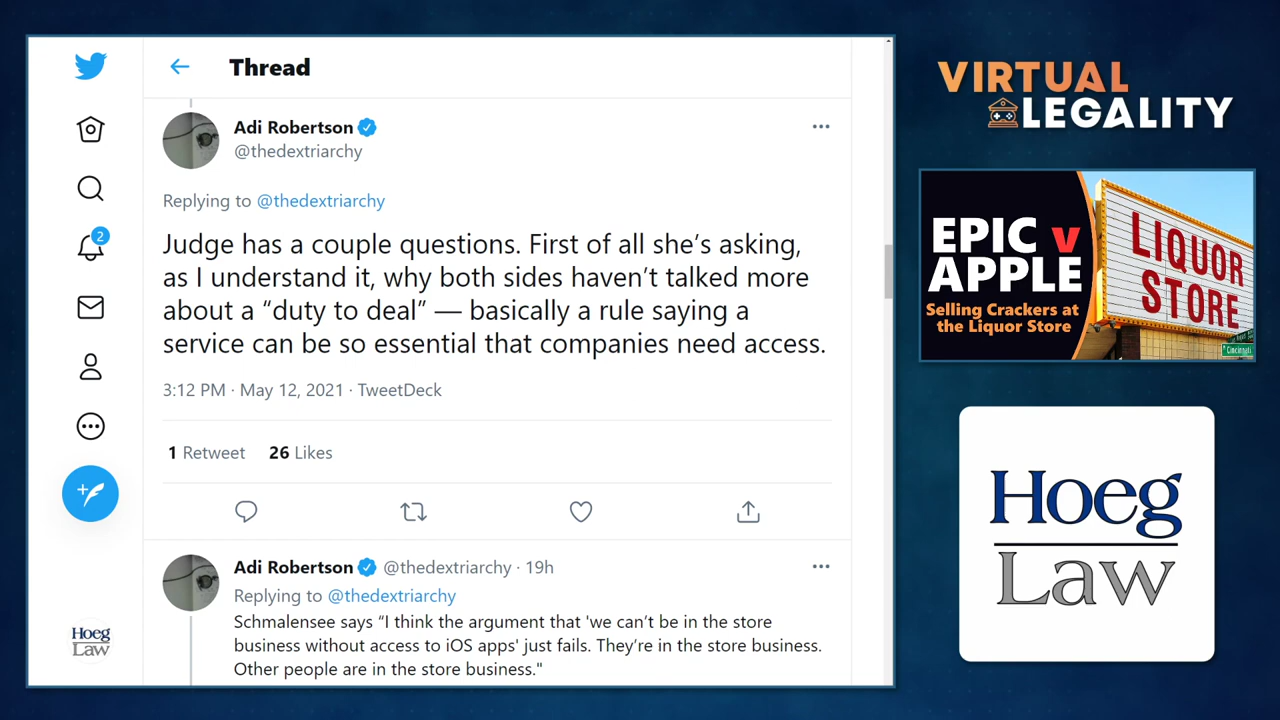 Thread
Adi Robertson
@thedextriarchy
Replying to @thedextriarchy
Judge has a couple questions. First of all she’s asking,
as I understand it, why both sides haven’t talked more
about a “duty to deal” — basically a rule saying a
service can be so essential that companies need access.
3:12 PM · May 12, 2021 · TweetDeck
1 Retweet 26 Likes
Adi Robertson @thedextriarchy · 19h
Replying to @thedextriarchy
Schmalensee says “I think the argument that 'we can’t be in the store
business without access to iOS apps' just fails. They’re in the store business.
Other people are in the store business."
2
Hoeg
Law
VIRTUAL
LEGALITY
EPIC v
APPLE
Selling Crackers at
the Liquor Store
LIQUOR
STORE
Cincinnati
Hoeg
Law